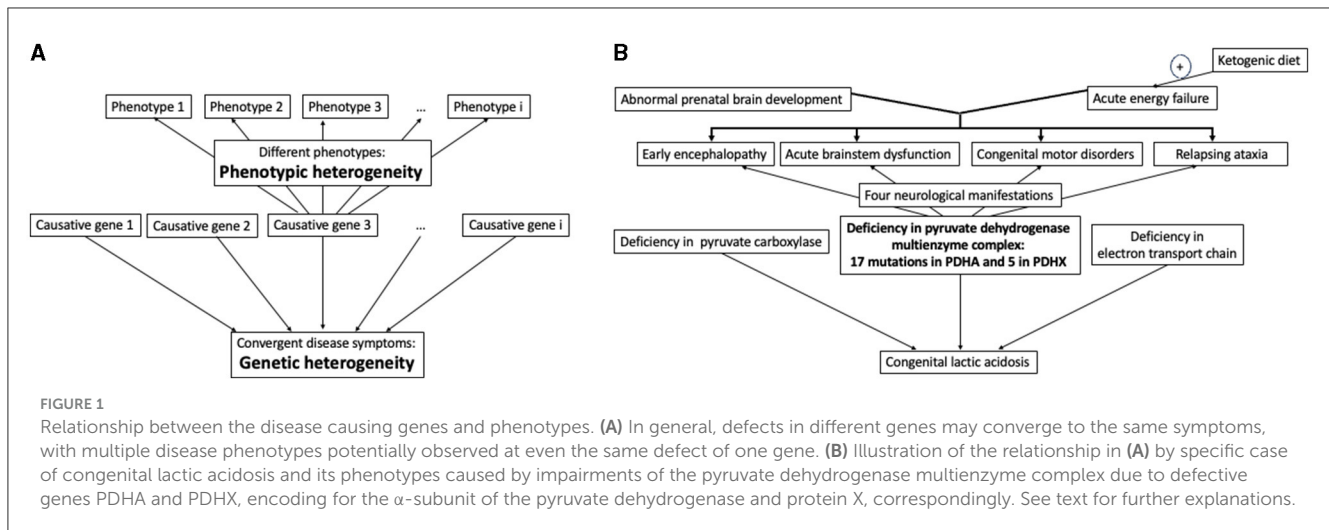 A
Phenotype 1
Phenotype 2
Phenotype 3
...
Phenotype i
Different phenotypes:
Phenotypic heterogeneity
Causative gene 1
Causative gene 2
Causative gene 3
...
Causative gene i
Convergent disease symptoms:
Genetic heterogeneity
B
+
Ketogenic diet
Abnormal prenatal brain development
Acute energy failure
Early encephalopathy
Acute brainstem dysfunction
Congenital motor disorders
Relapsing ataxia
Four neurological manifestations
Deficiency in pyruvate carboxylase
Deficiency in pyruvate dehydrogenase
multienzyme complex:
17 mutations in PDHA and 5 in PDHX
Deficiency in
electron transport chain
Congenital lactic acidosis
FIGURE 1
Relationship between the disease causing genes and phenotypes. (A) In general, defects in different genes may converge to the same symptoms,
with multiple disease phenotypes potentially observed at even the same defect of one gene. (B) Illustration of the relationship in (A) by specific case
of congenital lactic acidosis and its phenotypes caused by impairments of the pyruvate dehydrogenase multienzyme complex due to defective
genes PDHA and PDHX, encoding for the α-subunit of the pyruvate dehydrogenase and protein X, correspondingly. See text for further explanations.